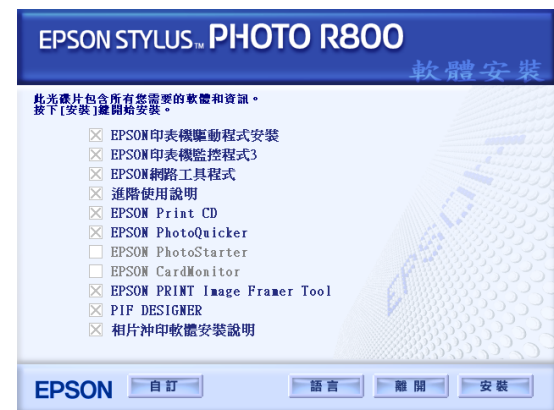 EPSON STYLUS™ PHOTO R800
軟體安裝
此光碟片包含所有您需要的軟體和資訊。
按下[安裝]鍵開始安裝。
EPSON印表機驅動程式安裝
EPSON印表機監控程式3
EPSON網路工具程式
進階使用說明
EPSON Print CD
EPSON PhotoQuicker
EPSON PhotoStarter
EPSON CardMonitor
EPSON PRINT Image Framer Tool
PIF DESIGNER
相片沖印軟體安裝說明
EPSON
EPSON 自訂 語言 離開 安裝